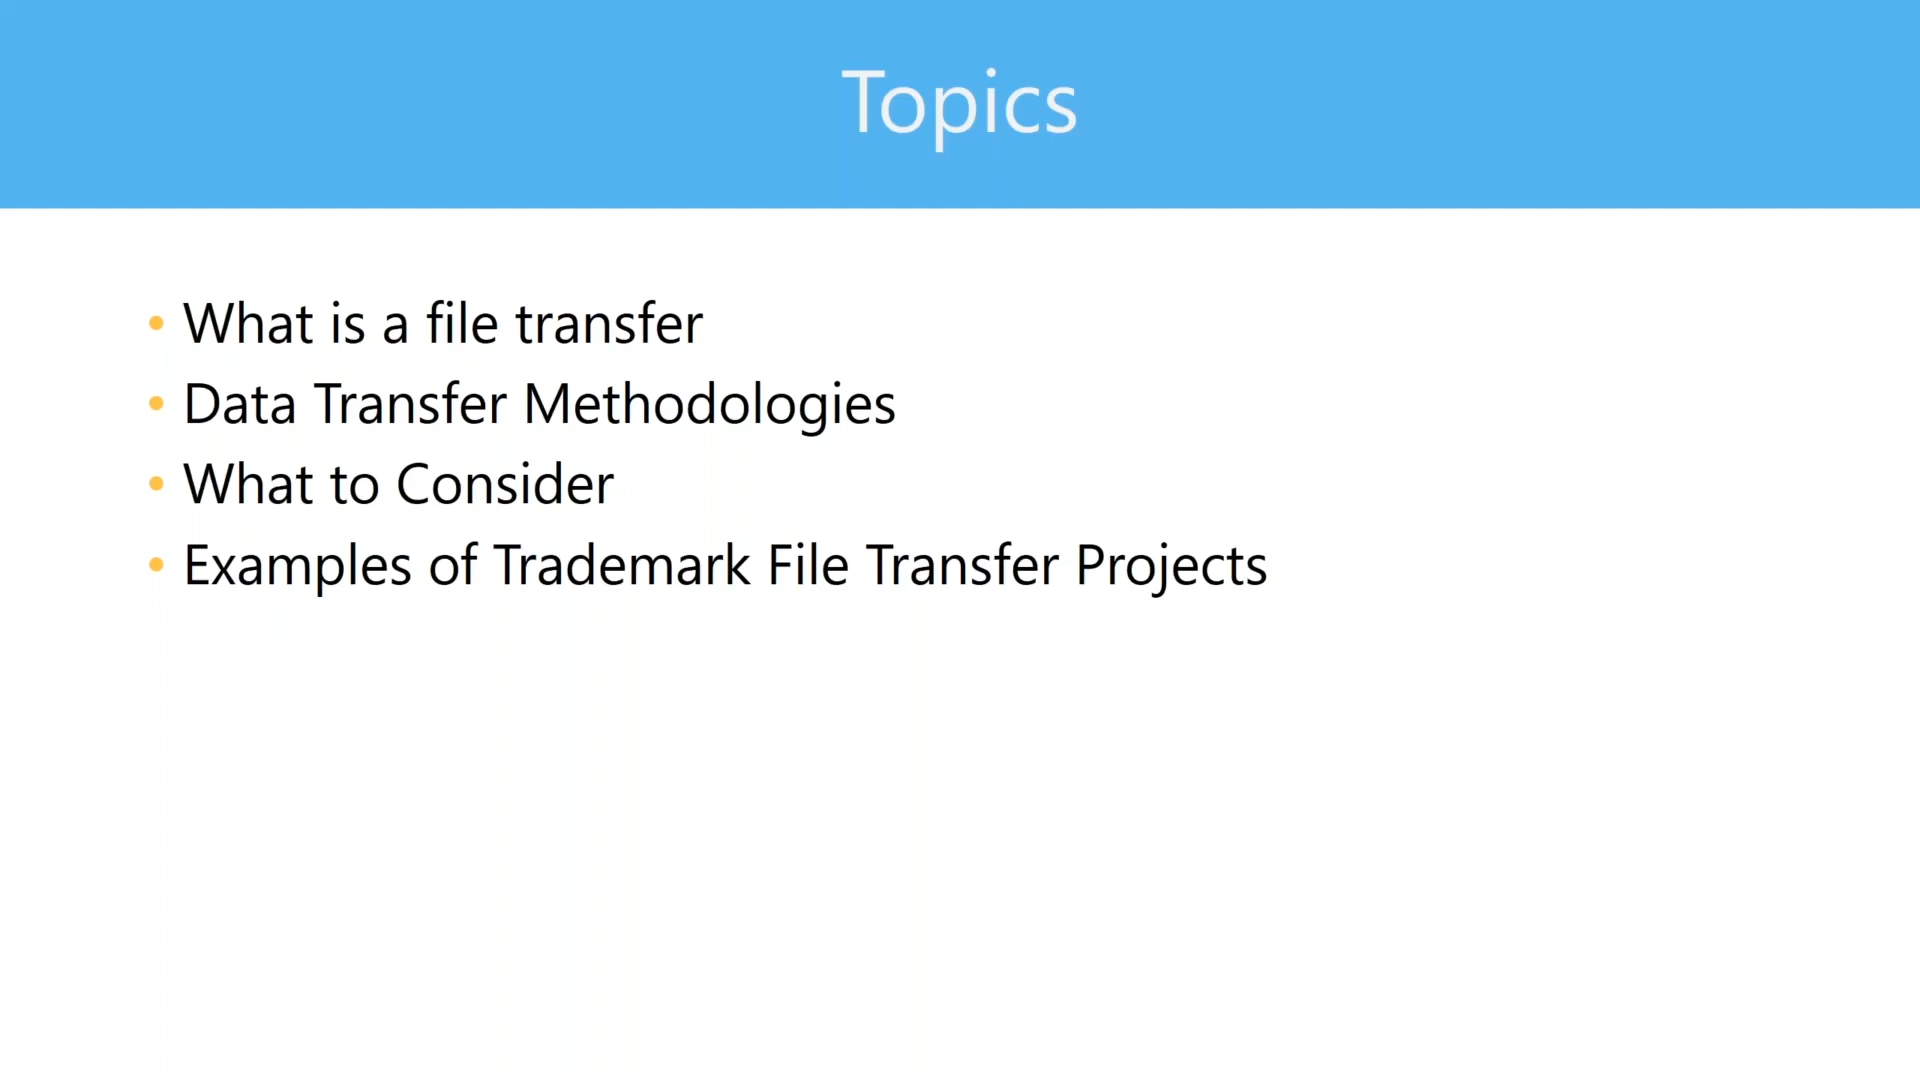 Topics
• What is a file transfer
• Data Transfer Methodologies
• What to Consider
• Examples of Trademark File Transfer Projects